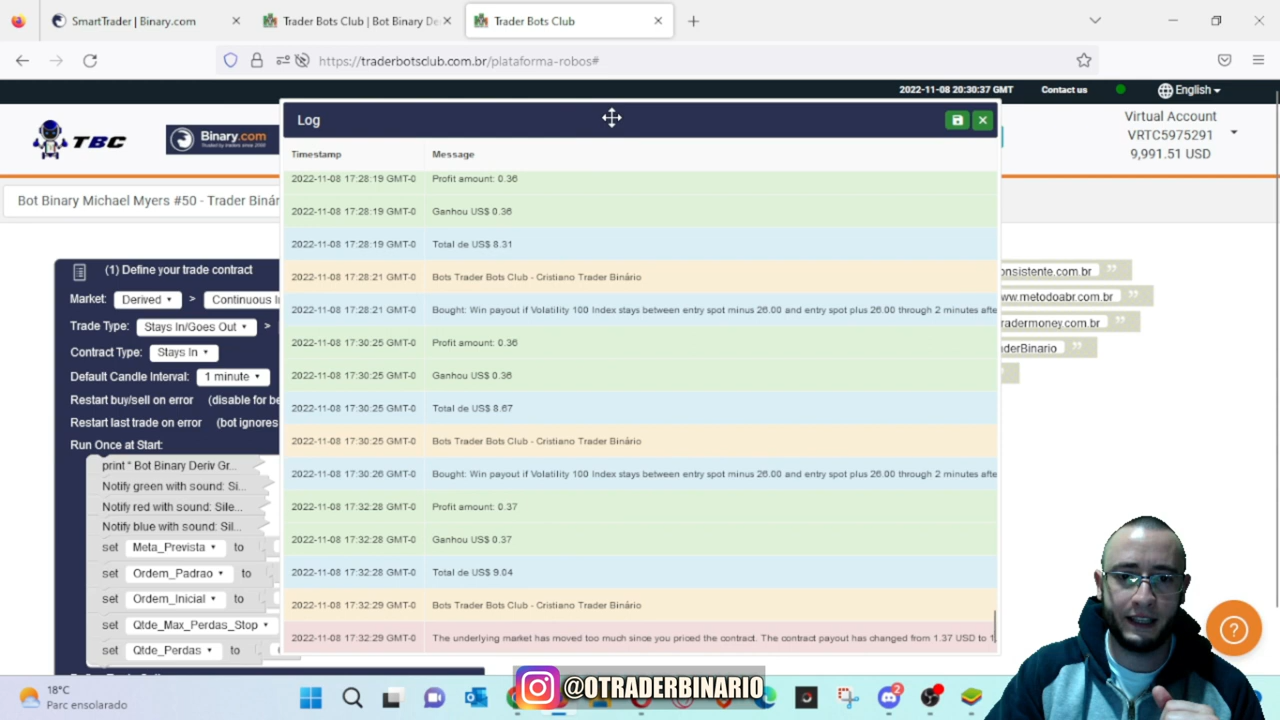 SmartTrader | Binary.com
Trader Bots Club | Bot Binary De
Trader Bots Club
https://traderbotsclub.com.br/plataforma-robos#
2022-11-08 20:30:37 GMT
Contact us
English
TBC
Binary.com
Virtual Account
VRTC5975291
9,991.51 USD
Bot Binary Michael Myers #50 - Trader Binár
(1) Define your trade contract
Market: Derived > Continuous In
Trade Type: Stays In/Goes Out >
Contract Type: Stays In
Default Candle Interval: 1 minute
Restart buy/sell on error (disable for be
Restart last trade on error (bot ignores
Run Once at Start:
print " Bot Binary Deriv Gr...
Notify green with sound: Si...
Notify red with sound: Sile...
Notify blue with sound: Sil...
set Meta_Prevista to
set Ordem_Padrao to
set Ordem_Inicial to
set Qtde_Max_Perdas_Stop
set Qtde_Perdas to
Log
Timestamp Message
2022-11-08 17:28:19 GMT-0 Profit amount: 0.36
2022-11-08 17:28:19 GMT-0 Ganhou US$ 0.36
2022-11-08 17:28:19 GMT-0 Total de US$ 8.31
2022-11-08 17:28:21 GMT-0 Bots Trader Bots Club - Cristiano Trader Binário
2022-11-08 17:28:21 GMT-0 Bought: Win payout if Volatility 100 Index stays between entry spot minus 26.00 and entry spot plus 26.00 through 2 minutes afte
2022-11-08 17:30:25 GMT-0 Profit amount: 0.36
2022-11-08 17:30:25 GMT-0 Ganhou US$ 0.36
2022-11-08 17:30:25 GMT-0 Total de US$ 8.67
2022-11-08 17:30:25 GMT-0 Bots Trader Bots Club - Cristiano Trader Binário
2022-11-08 17:30:26 GMT-0 Bought: Win payout if Volatility 100 Index stays between entry spot minus 26.00 and entry spot plus 26.00 through 2 minutes afte
2022-11-08 17:32:28 GMT-0 Profit amount: 0.37
2022-11-08 17:32:28 GMT-0 Ganhou US$ 0.37
2022-11-08 17:32:28 GMT-0 Total de US$ 9.04
2022-11-08 17:32:29 GMT-0 Bots Trader Bots Club - Cristiano Trader Binário
2022-11-08 17:32:29 GMT-0 The underlying market has moved too much since you priced the contract. The contract payout has changed from 1.37 USD to 1
onsistente.com.br
ww.metodoabr.com.br
radermoney.com.br
derBinario
@OTRADERBINARIO
18°C
Parc ensolarado
2